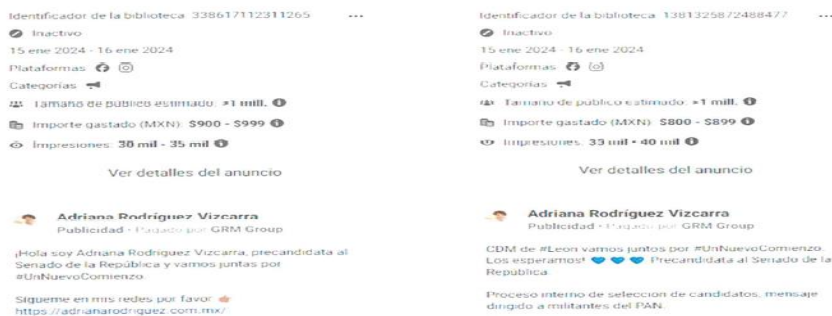 Identificador de la biblioteca: 338617112311265
Inactivo
15 ene 2024 - 16 ene 2024
Plataformas
Categorías
Tamaño de público estimado: >1 mill.
Importe gastado (MXN): $900 - $999
Impresiones: 30 mil - 35 mil
Ver detalles del anuncio
Adriana Rodríguez Vizcarra
Publicidad • Pagado por GRM Group
¡Hola soy Adriana Rodríguez Vizcarra, precandidata al
Senado de la República y vamos juntas por
#UnNuevoComienzo.
Sígueme en mis redes por favor
https://adrianarodriguez.com.mx/
Identificador de la biblioteca: 1381325872488477
Inactivo
15 ene 2024 - 16 ene 2024
Plataformas
Categorías
Tamaño de público estimado: >1 mill.
Importe gastado (MXN): $800 - $899
Impresiones: 35 mil - 40 mil
Ver detalles del anuncio
Adriana Rodríguez Vizcarra
Publicidad • Pagado por GRM Group
CDM de #Leon vamos juntos por #UnNuevoComienzo.
Los esperamos! 💙 💙 💙 Precandidata al Senado de la
República
Proceso interno de selección de candidatos, mensaje
dirigido a militantes del PAN.